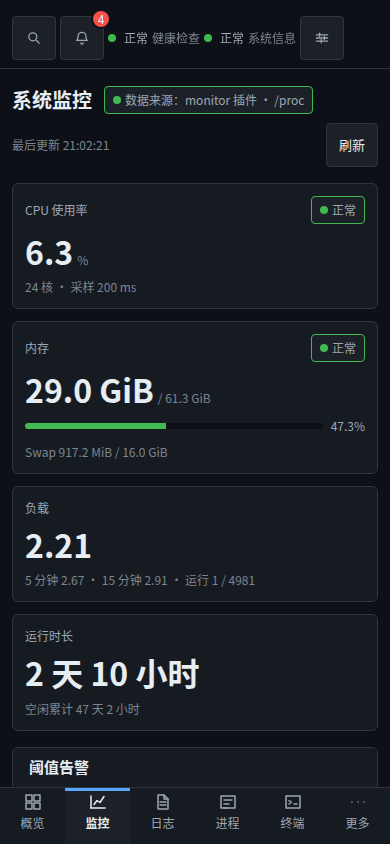 4
正常 健康检查 正常 系统信息
系统监控 数据来源: monitor 插件 · /proc
最后更新 21:02:21 刷新
CPU 使用率 正常
6.3 %
24 核 · 采样 200 ms
内存 正常
29.0 GiB / 61.3 GiB
47.3%
Swap 917.2 MiB / 16.0 GiB
负载
2.21
5 分钟 2.67 · 15 分钟 2.91 · 运行 1 / 4981
运行时长
2 天 10 小时
空闲累计 47 天 2 小时
阈值告警
概览 监控 日志 进程 终端 更多